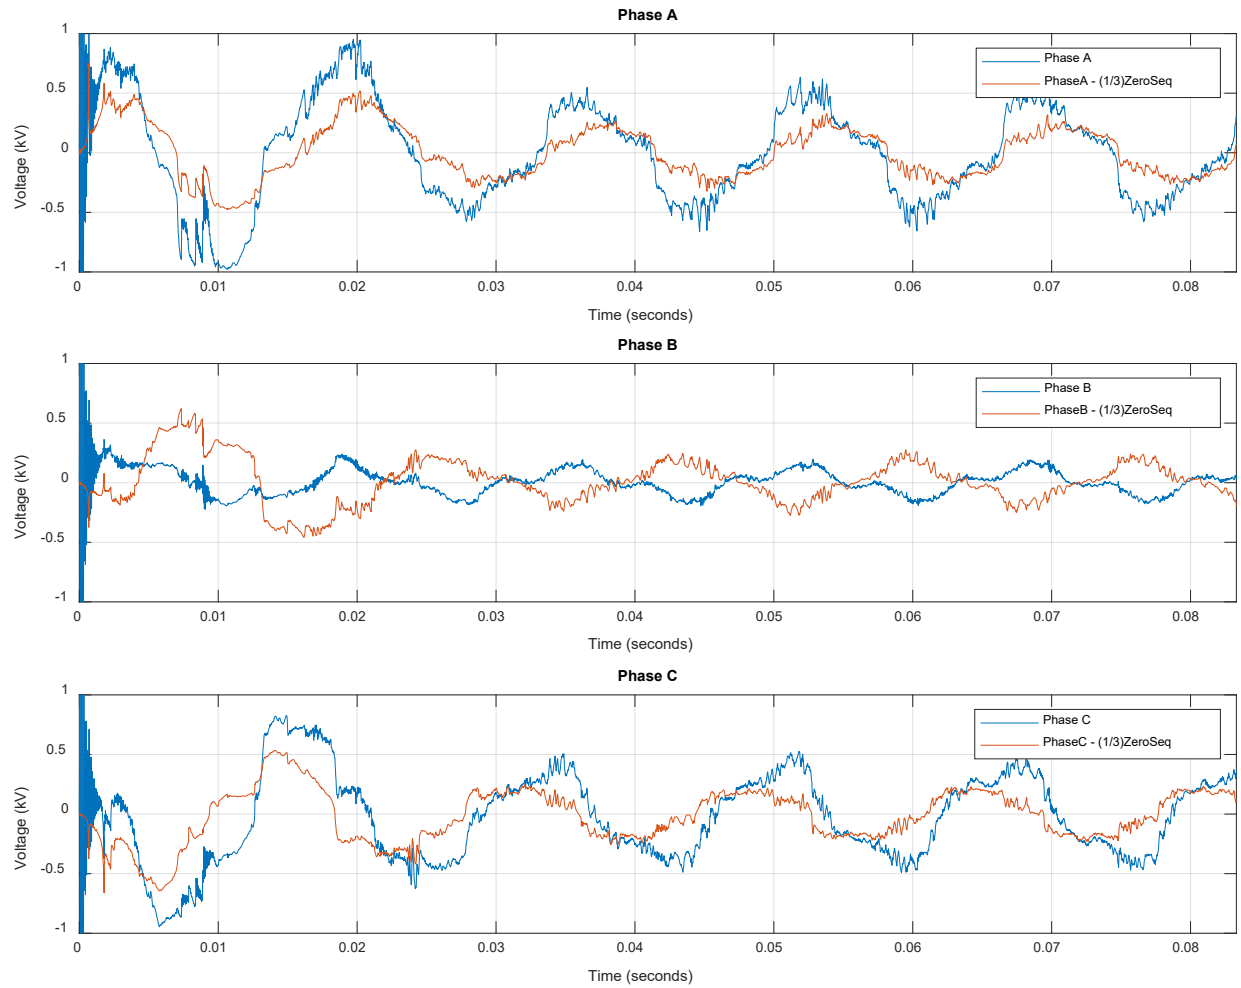 Phase A
1
0.5
0
-0.5
-1
Voltage (kV)
Phase A
PhaseA - (1/3)ZeroSeq
0 0.01 0.02 0.03 0.04 0.05 0.06 0.07 0.08
Time (seconds)
Phase B
1
0.5
0
-0.5
-1
Voltage (kV)
Phase B
PhaseB - (1/3)ZeroSeq
0 0.01 0.02 0.03 0.04 0.05 0.06 0.07 0.08
Time (seconds)
Phase C
1
0.5
0
-0.5
-1
Voltage (kV)
Phase C
PhaseC - (1/3)ZeroSeq
0 0.01 0.02 0.03 0.04 0.05 0.06 0.07 0.08
Time (seconds)